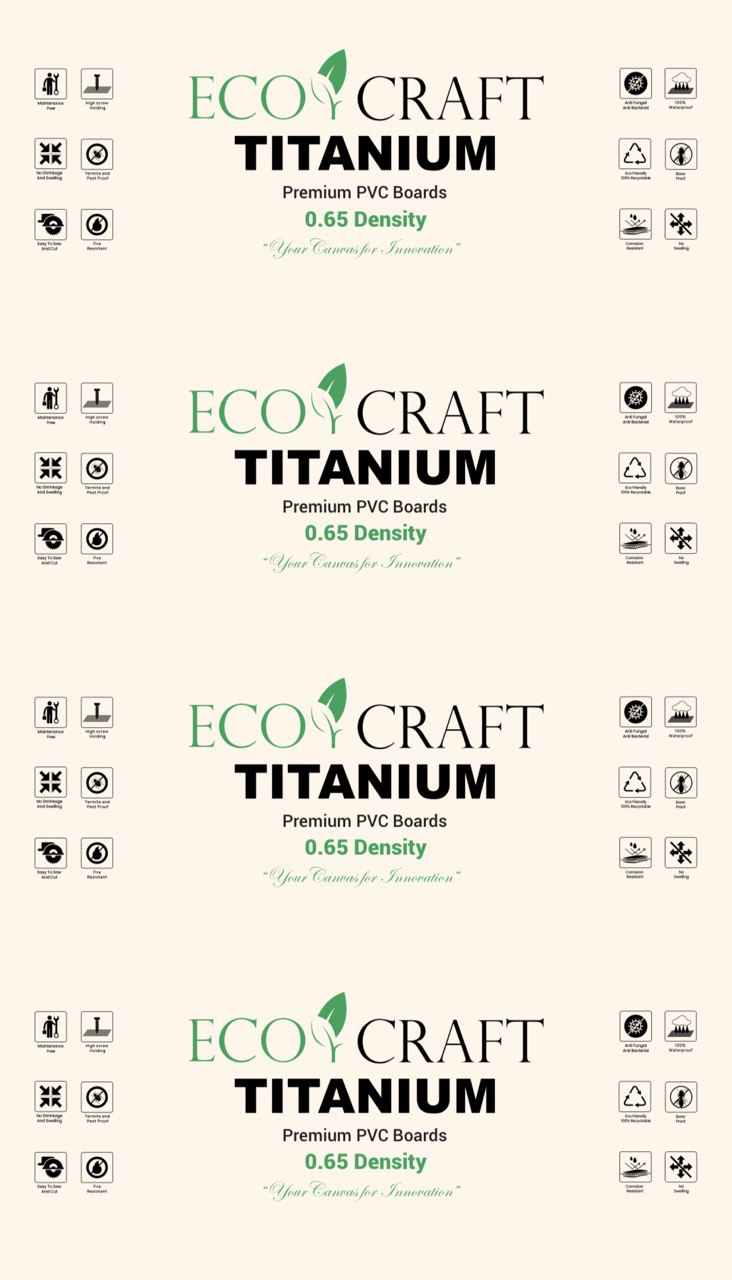 ECO CRAFT
TITANIUM
Premium PVC Boards
0.65 Density
"Your Canvas for Innovation"
Maintenance
Free
High screw
Holding
No Shrinkage
And Swelling
Termite and
Pest Proof
Easy To Saw
And Cut
Fire
Resistant
Anti Fungal
Anti Bacterial
100%
Waterproof
Eco Friendly
100% Recyclable
Borer
Proof
Corrosion
Resistant
No
Swelling
ECO CRAFT
TITANIUM
Premium PVC Boards
0.65 Density
"Your Canvas for Innovation"
Maintenance
Free
High screw
Holding
No Shrinkage
And Swelling
Termite and
Pest Proof
Easy To Saw
And Cut
Fire
Resistant
Anti Fungal
Anti Bacterial
100%
Waterproof
Eco Friendly
100% Recyclable
Borer
Proof
Corrosion
Resistant
No
Swelling
ECO CRAFT
TITANIUM
Premium PVC Boards
0.65 Density
"Your Canvas for Innovation"
Maintenance
Free
High screw
Holding
No Shrinkage
And Swelling
Termite and
Pest Proof
Easy To Saw
And Cut
Fire
Resistant
Anti Fungal
Anti Bacterial
100%
Waterproof
Eco Friendly
100% Recyclable
Borer
Proof
Corrosion
Resistant
No
Swelling
ECO CRAFT
TITANIUM
Premium PVC Boards
0.65 Density
"Your Canvas for Innovation"
Maintenance
Free
High screw
Holding
No Shrinkage
And Swelling
Termite and
Pest Proof
Easy To Saw
And Cut
Fire
Resistant
Anti Fungal
Anti Bacterial
100%
Waterproof
Eco Friendly
100% Recyclable
Borer
Proof
Corrosion
Resistant
No
Swelling